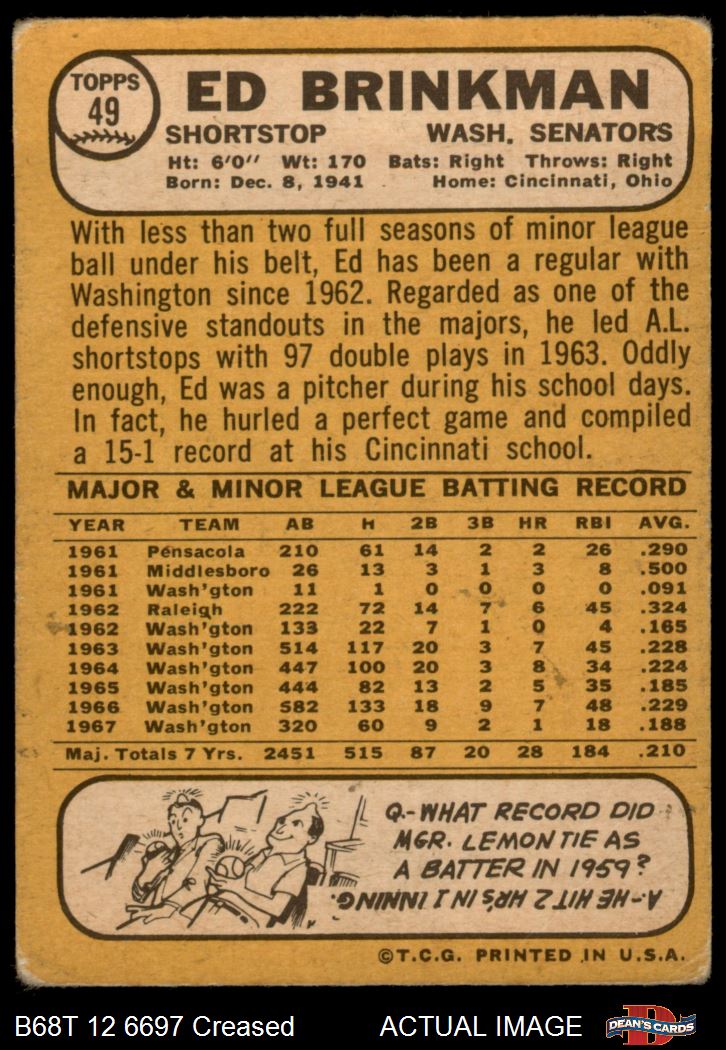 TOPPS
49
ED BRINKMAN
SHORTSTOP WASH. SENATORS
Ht: 6'0" Wt: 170 Bats: Right Throws: Right
Born: Dec. 8, 1941 Home: Cincinnati, Ohio
With less than two full seasons of minor league
ball under his belt, Ed has been a regular with
Washington since 1962. Regarded as one of the
defensive standouts in the majors, he led A.L.
shortstops with 97 double plays in 1963. Oddly
enough, Ed was a pitcher during his school days.
In fact, he hurled a perfect game and compiled
a 15-1 record at his Cincinnati school.
MAJOR & MINOR LEAGUE BATTING RECORD
YEAR TEAM AB H 2B 3B HR RBI AVG.
1961 Pensacola 210 61 14 2 2 26 .290
1961 Middlesboro 26 13 3 1 3 8 .500
1961 Wash'gton 11 1 0 0 0 0 .091
1962 Raleigh 222 72 14 7 6 45 .324
1962 Wash'gton 133 22 7 1 0 4 .165
1963 Wash'gton 514 117 20 3 7 45 .228
1964 Wash'gton 447 100 20 3 8 34 .224
1965 Wash'gton 444 82 13 2 5 35 .185
1966 Wash'gton 582 133 18 9 7 48 .229
1967 Wash'gton 320 60 9 2 1 18 .188
Maj. Totals 7 Yrs. 2451 515 87 20 28 184 .210
Q.-WHAT RECORD DID
MGR. LEMON TIE AS
A BATTER IN 1959?
A-HE HIT 2 HR'S IN 1 INNING.
©T.C.G. PRINTED IN U.S.A.
B68T 12 6697 Creased ACTUAL IMAGE
D
DEAN'S CARDS